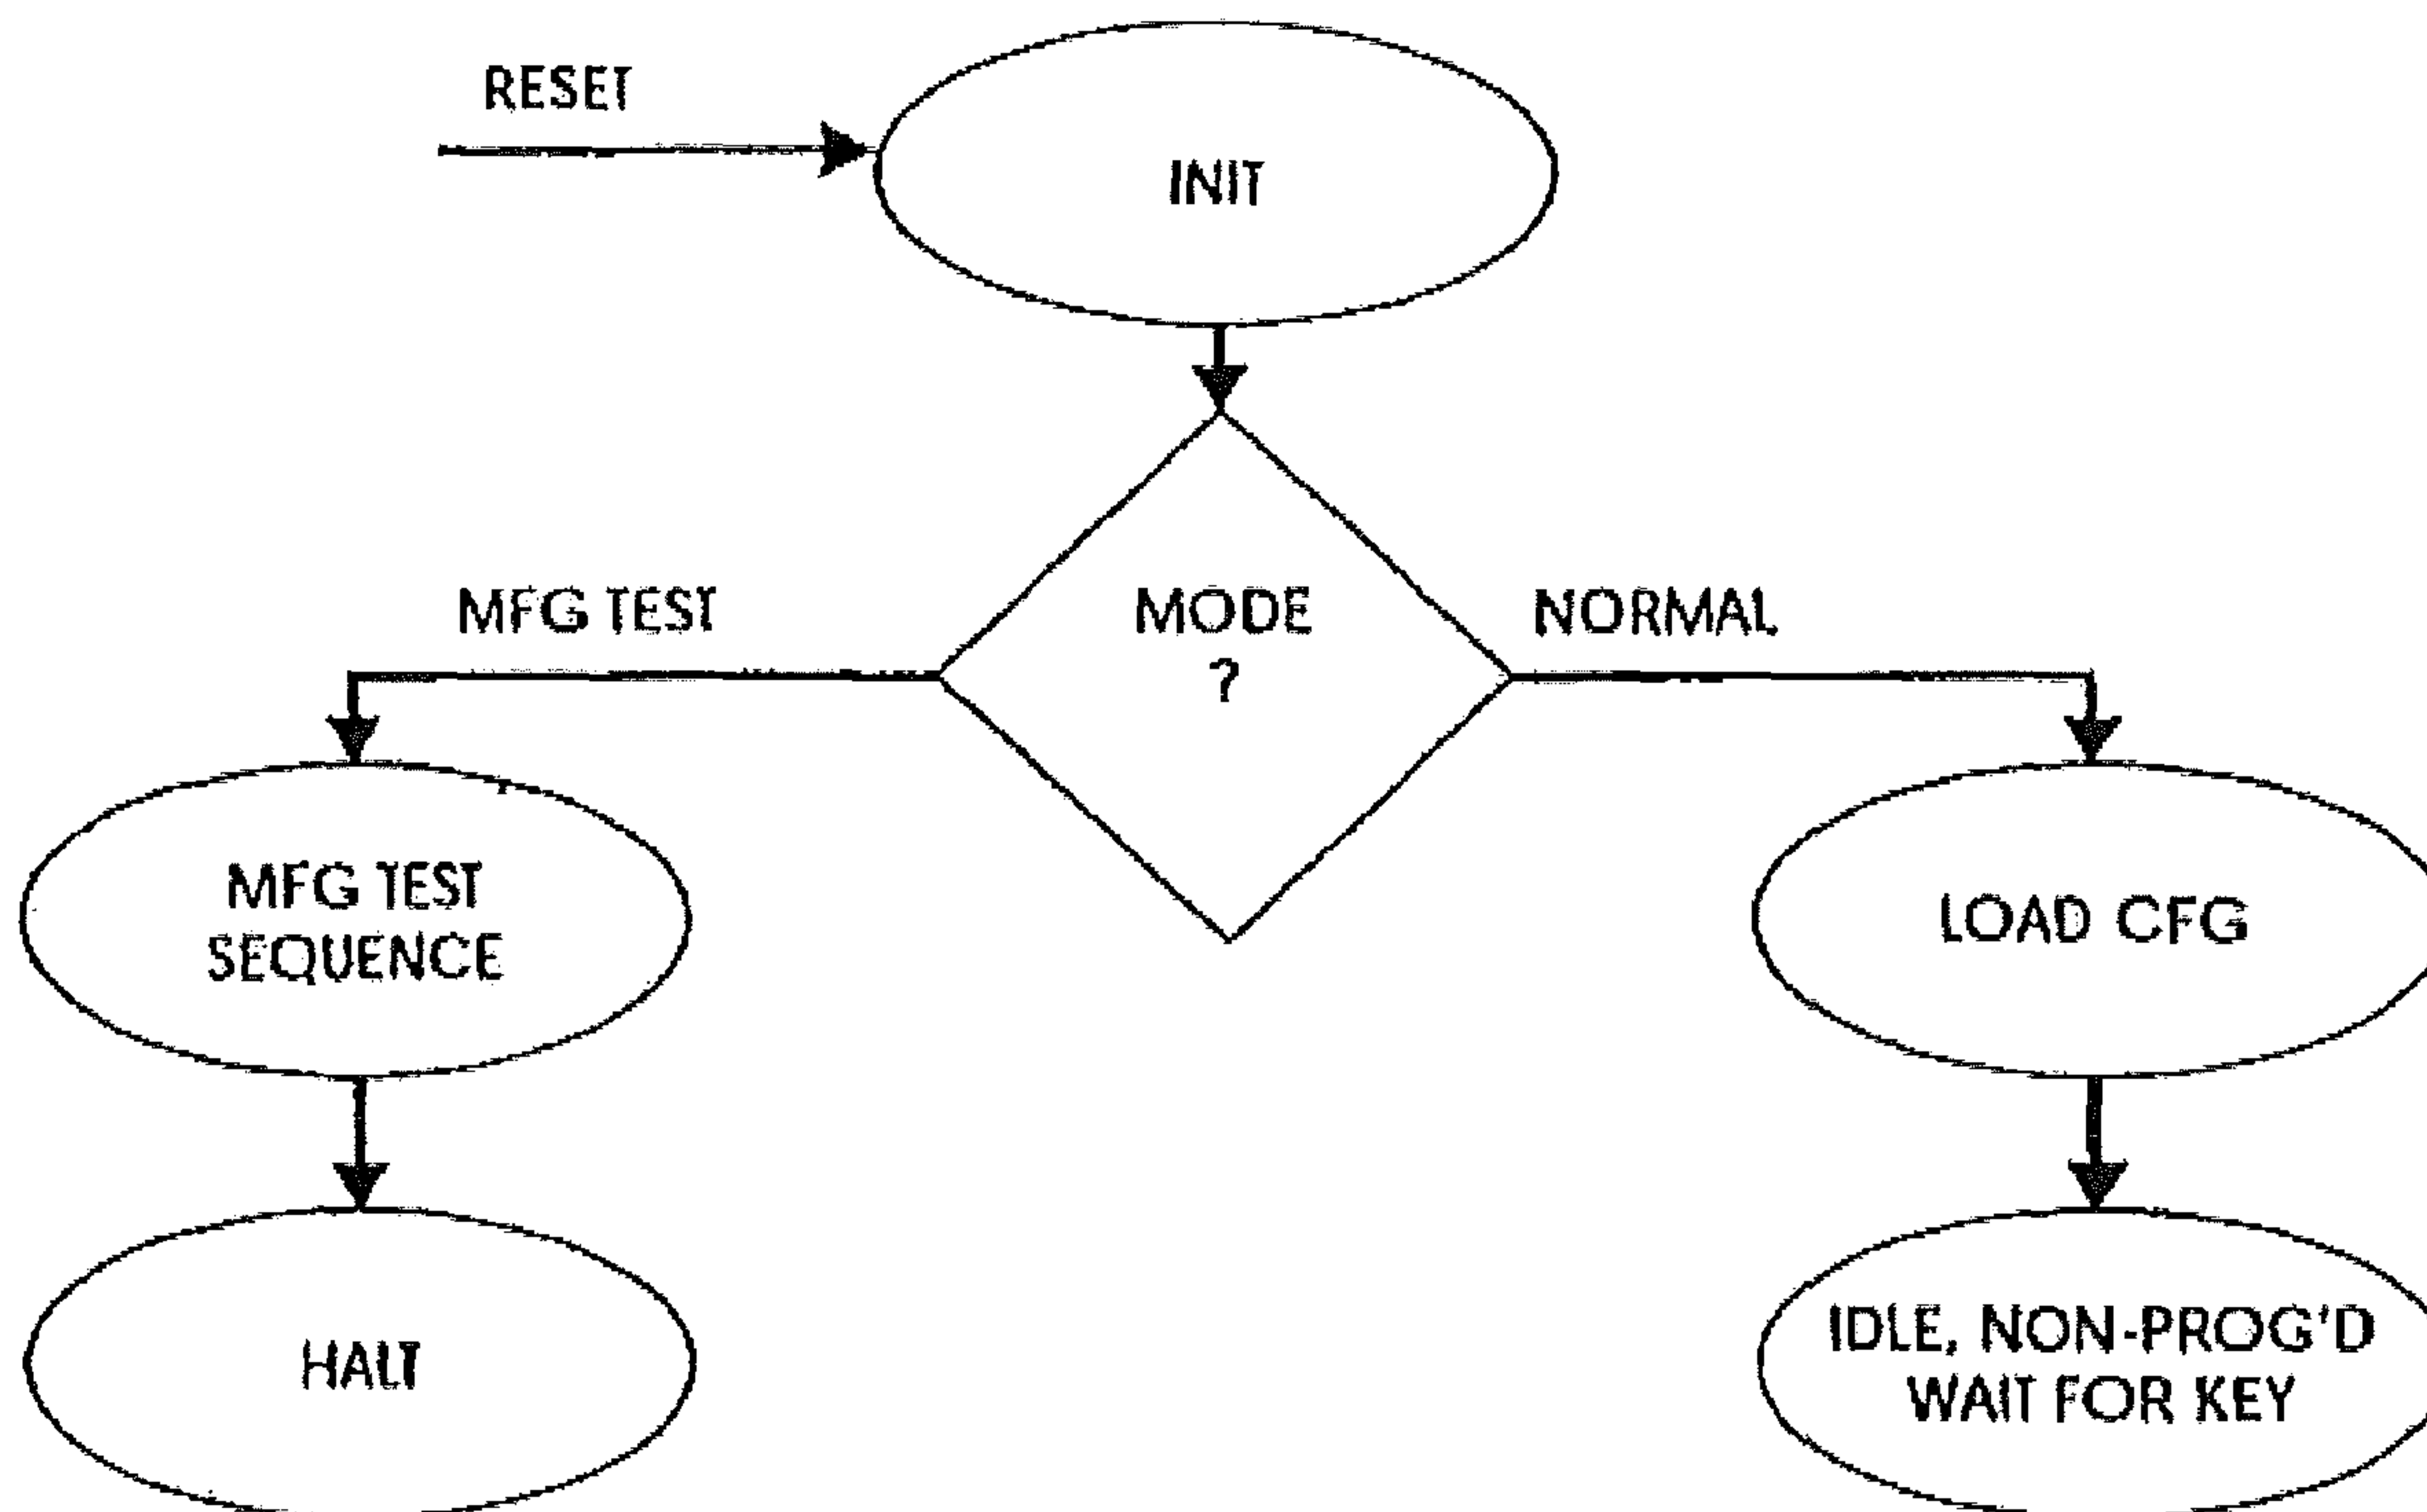 RESET
INIT
MODE
?
MFG TEST
NORMAL
MFG TEST
SEQUENCE
LOAD CFG
HALT
IDLE, NON-PROG'D
WAIT FOR KEY